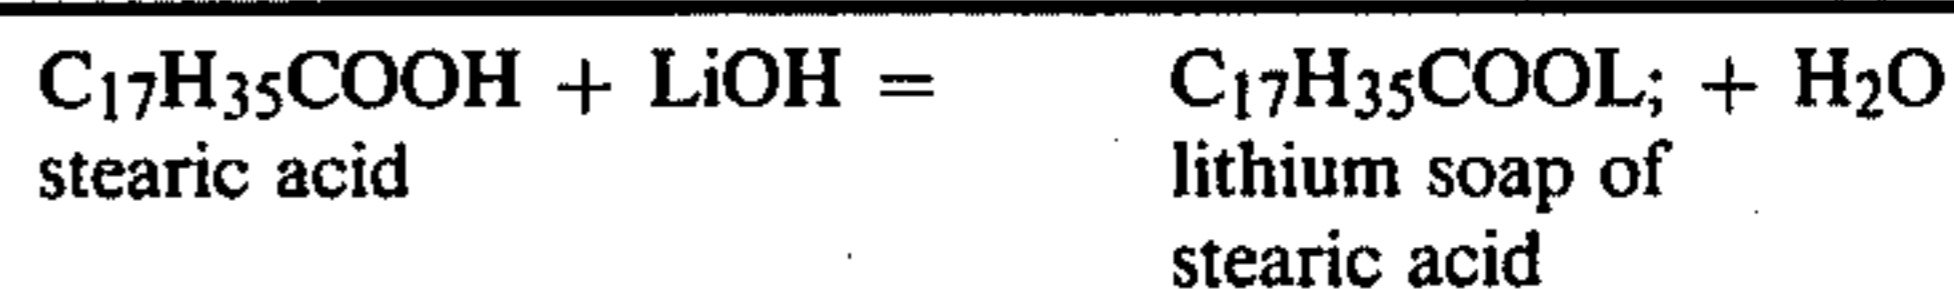 C17H35COOH + LiOH = C17H35COOL; + H2O
stearic acid lithium soap of
stearic acid